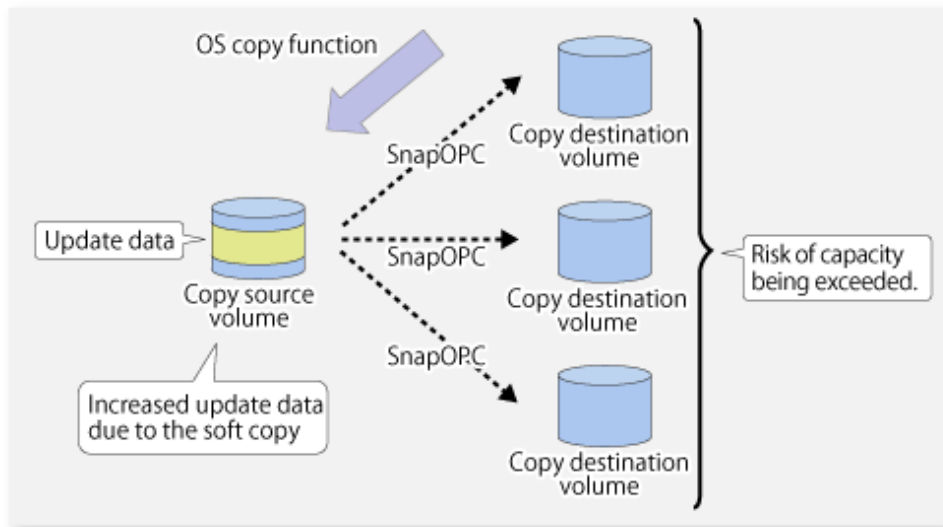 OS copy function
SnapOPC
Copy destination
volume
Update data
SnapOPC
Copy source
volume
Copy destination
volume
Risk of capacity
being exceeded.
SnapOPC
Increased update data
due to the soft copy
Copy destination
volume